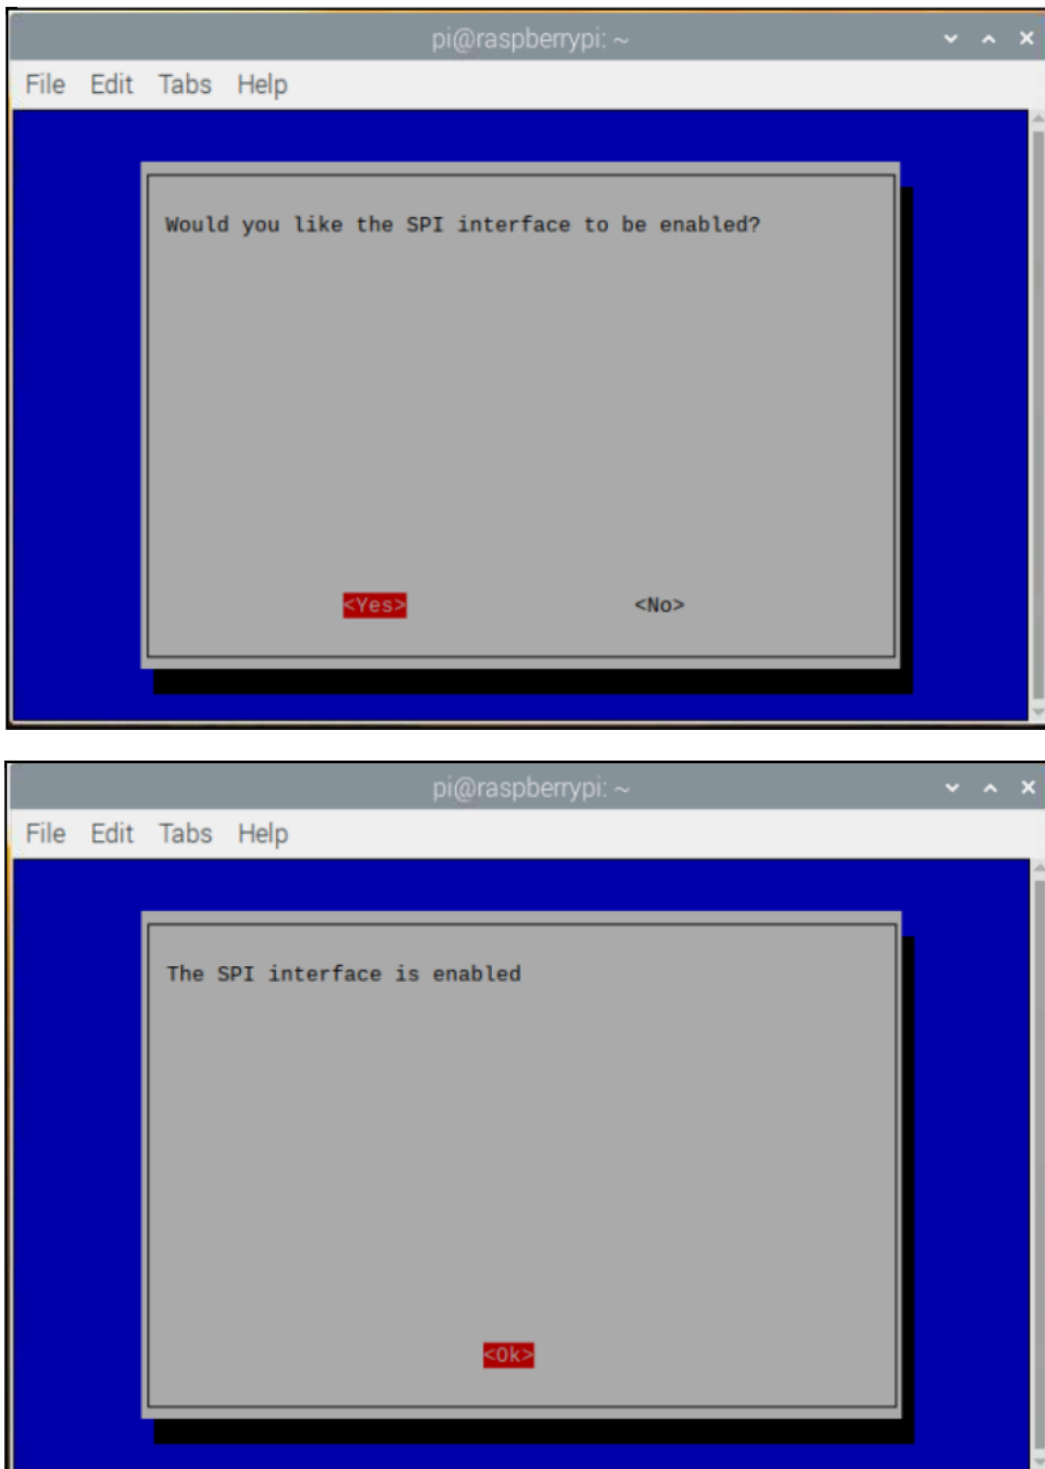 pi@raspberrypi: ~
File Edit Tabs Help
Would you like the SPI interface to be enabled?
<Yes> <No>
pi@raspberrypi: ~
File Edit Tabs Help
The SPI interface is enabled
<Ok>